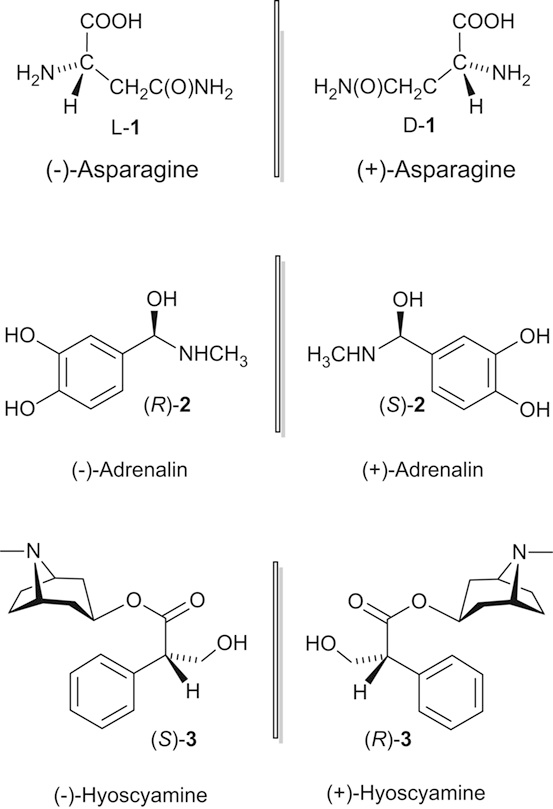 COOH
COOH
H₂N C
C NH₂
H CH₂C(O)NH₂
H₂N(O)CH₂C H
L-1
D-1
(-)-Asparagine
(+)-Asparagine
OH
OH
HO
NHCH₃
H₃CHN
OH
HO
OH
(R)-2
(S)-2
(-)-Adrenalin
(+)-Adrenalin
N
N
O O
O O
OH
HO
H
H
(S)-3
(R)-3
(-)-Hyoscyamine
(+)-Hyoscyamine